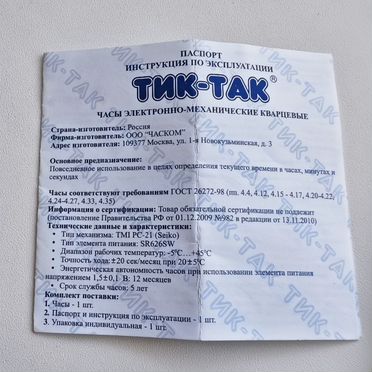 ПАСПОРТ
ИНСТРУКЦИЯ ПО ЭКСПЛУАТАЦИИ
ТИК-ТАК®
ЧАСЫ ЭЛЕКТРОННО-МЕХАНИЧЕСКИЕ КВАРЦЕВЫЕ
Страна-изготовитель: Россия
Фирма-изготовитель: ООО "ЧАСКОМ"
Адрес изготовителя: 109377 Москва, ул. 1-я Новокузьминская, д. 3
Основное предназначение:
Повседневное использование в целях определения текущего времени в часах, минутах и
секундах
Часы соответствуют требованиям ГОСТ 26272-98 (пп. 4.4, 4.12, 4.15 - 4.17, 4.20-4.22,
4.24-4.27, 4.33, 4.35)
Информация о сертификации: Товар обязательной сертификации не подлежит
(постановление Правительства РФ от 01.12.2009 №982 в редакции от 13.11.2010)
Технические данные и характеристики:
• Тип механизма: TMI PC-21 (Seiko)
• Тип элемента питания: SR626SW
• Диапазон рабочих температур: -5°С....+45°С
• Точность хода: ±20 сек/месяц при 20±5°С
• Энергетическая автономность часов при использовании элемента питания
напряжением 1,5±0,1 В: 12 месяцев
• Срок службы часов: 5 лет
Комплект поставки:
1. Часы - 1 шт.
2. Паспорт и инструкция по эксплуатации - 1 шт.
3. Упаковка индивидуальная - 1 шт.